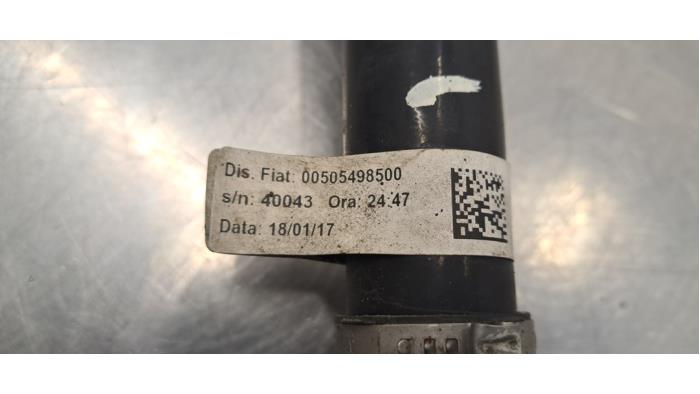 Dis. Fiat: 00505498500
s/n: 40043 Ora: 24:47
Data: 18/01/17